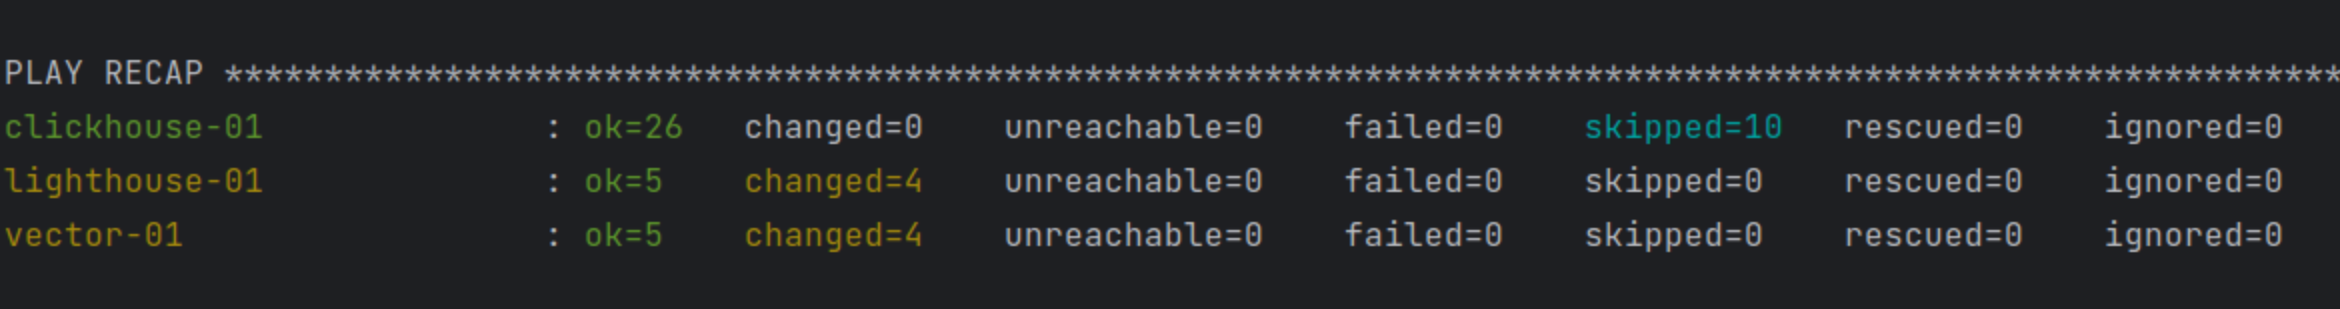 PLAY RECAP **********************************************************************************************************
clickhouse-01              : ok=26   changed=0    unreachable=0    failed=0    skipped=10   rescued=0    ignored=0
lighthouse-01              : ok=5    changed=4    unreachable=0    failed=0    skipped=0    rescued=0    ignored=0
vector-01                  : ok=5    changed=4    unreachable=0    failed=0    skipped=0    rescued=0    ignored=0